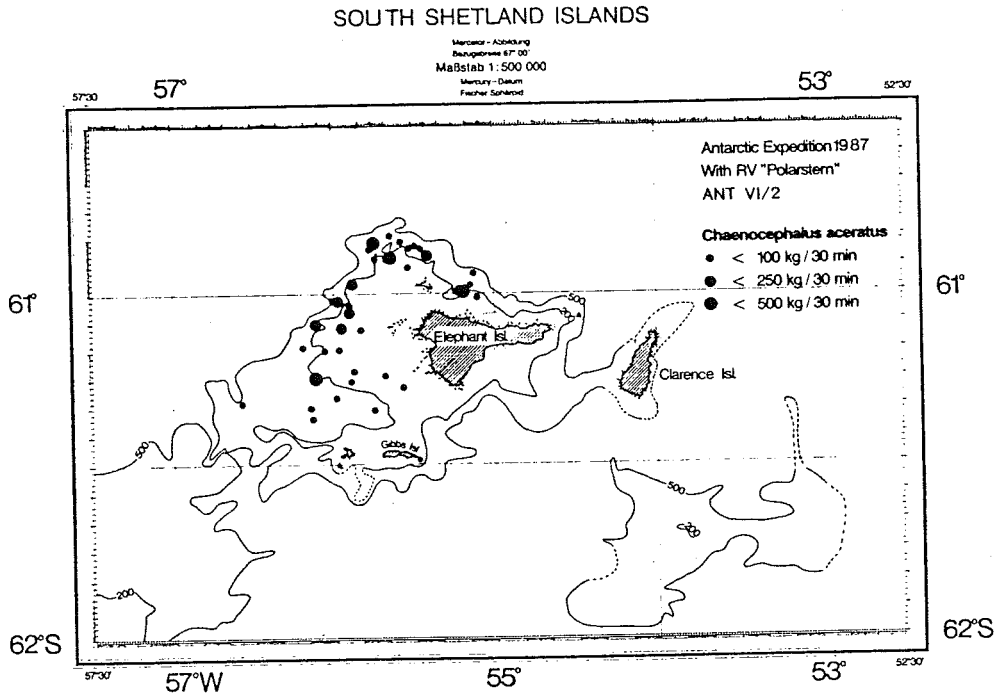 SOUTH SHETLAND ISLANDS
Mercator - Abbildung
Bezugsbreite 67° 00'
Maßstab 1:500 000
Mercury - Datum
Fischer Sphäroid
57°30'
57°
53°
52°30'
Antarctic Expedition 1987
With RV "Polarstern"
ANT VI/2
Chaenocephalus aceratus
< 100 kg / 30 min
< 250 kg / 30 min
< 500 kg / 30 min
61°
61°
500
Elephant Isl.
Clarence Isl.
Gibbs Isl.
500
500
200
200
62°S
62°S
57°30'
57°W
55°
53°
52°30'